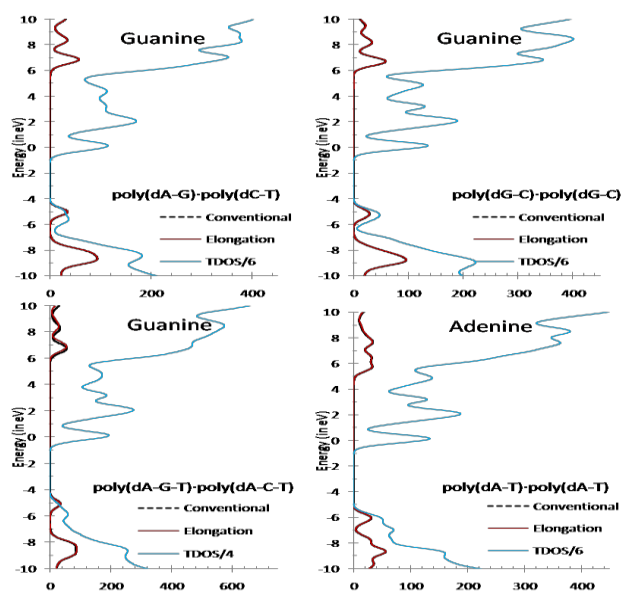 Guanine
10
8
6
4
2
0
-2
-4
-6
-8
-10
Energy (in eV)
poly(dA-G)-poly(dC-T)
Conventional
Elongation
TDOS/6
0
200
400
Guanine
10
8
6
4
2
0
-2
-4
-6
-8
-10
Energy (in eV)
poly(dG-C)-poly(dG-C)
Conventional
Elongation
TDOS/6
0
100
200
300
400
Guanine
10
8
6
4
2
0
-2
-4
-6
-8
-10
Energy (in eV)
poly(dA-G-T)-poly(dA-C-T)
Conventional
Elongation
TDOS/4
0
200
400
600
Adenine
10
8
6
4
2
0
-2
-4
-6
-8
-10
Energy (in eV)
poly(dA-T)-poly(dA-T)
Conventional
Elongation
TDOS/6
0
100
200
300
400